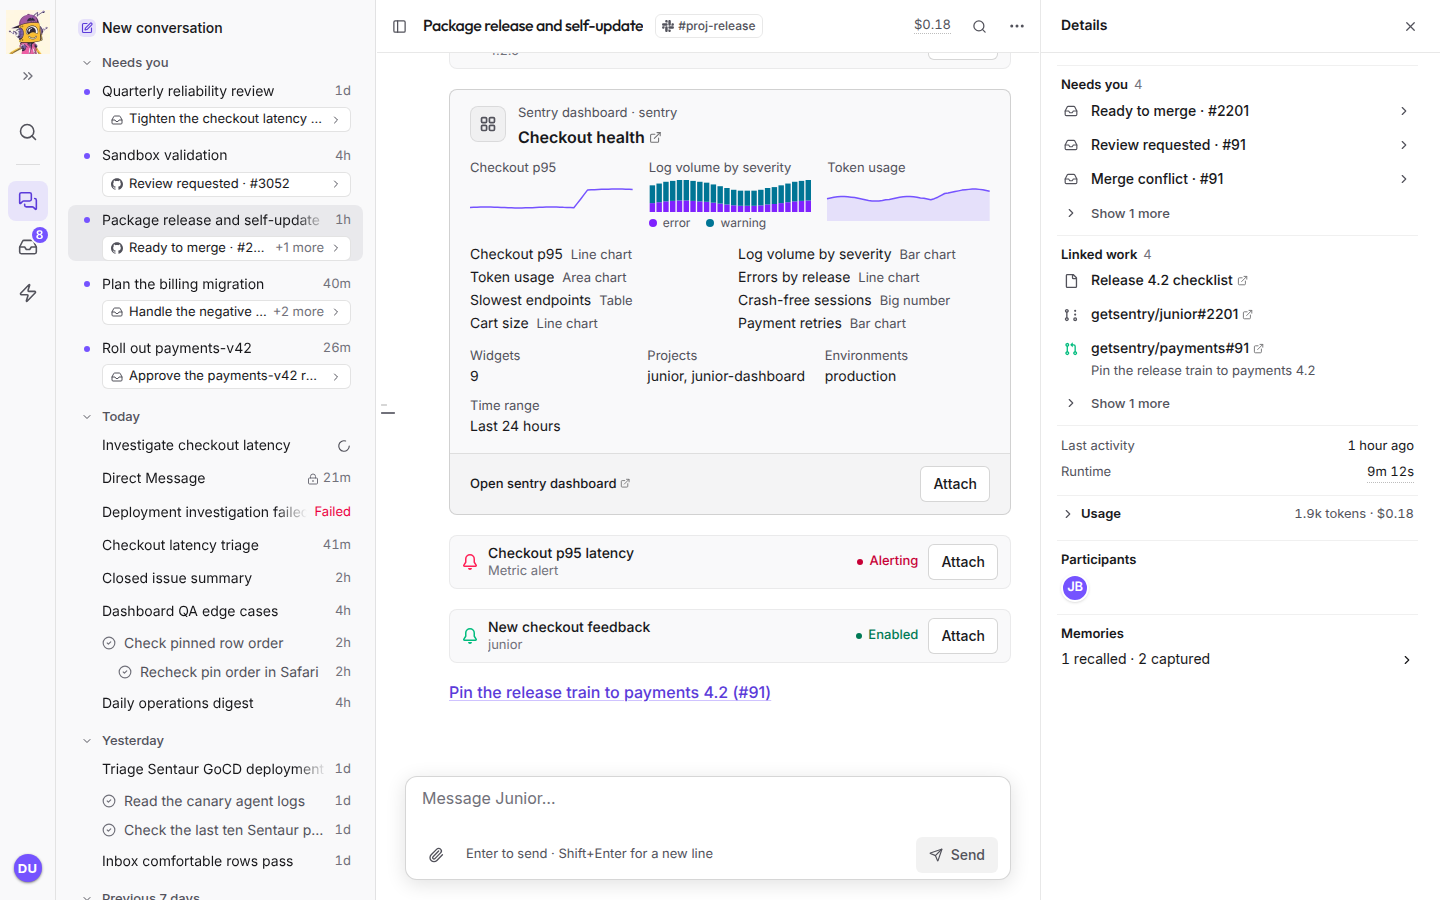 New conversation
Needs you
Quarterly reliability review 1d
Tighten the checkout latency ...
Sandbox validation 4h
Review requested · #3052
Package release and self-update 1h
Ready to merge · #2... +1 more
Plan the billing migration 40m
Handle the negative ... +2 more
Roll out payments-v42 26m
Approve the payments-v42 r...
Today
Investigate checkout latency
Direct Message 21m
Deployment investigation failed Failed
Checkout latency triage 41m
Closed issue summary 2h
Dashboard QA edge cases 4h
Check pinned row order 2h
Recheck pin order in Safari 2h
Daily operations digest 4h
Yesterday
Triage Sentaur GoCD deployment 1d
Read the canary agent logs 1d
Check the last ten Sentaur p... 1d
Inbox comfortable rows pass 1d
Previous 7 days
8
DU
Package release and self-update #proj-release $0.18
Sentry dashboard · sentry
Checkout health
Checkout p95 Log volume by severity Token usage
error warning
Checkout p95 Line chart Log volume by severity Bar chart
Token usage Area chart Errors by release Line chart
Slowest endpoints Table Crash-free sessions Big number
Cart size Line chart Payment retries Bar chart
Widgets Projects Environments
9 junior, junior-dashboard production
Time range
Last 24 hours
Open sentry dashboard Attach
Checkout p95 latency
Metric alert
Alerting Attach
New checkout feedback
junior
Enabled Attach
Pin the release train to payments 4.2 (#91)
Message Junior...
Enter to send · Shift+Enter for a new line Send
Details
Needs you 4
Ready to merge · #2201
Review requested · #91
Merge conflict · #91
Show 1 more
Linked work 4
Release 4.2 checklist
getsentry/junior#2201
getsentry/payments#91
Pin the release train to payments 4.2
Show 1 more
Last activity 1 hour ago
Runtime 9m 12s
Usage 1.9k tokens · $0.18
Participants
JB
Memories
1 recalled · 2 captured